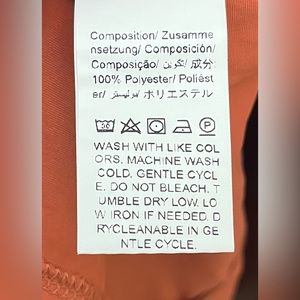 Composition/ Zusamme
nsetzung/ Composición/
Composição/ تكوين/ 成分:
100% Polyester/ Poliést
er/ بوليستر/ ポリエステル
WASH WITH LIKE COL
ORS. MACHINE WASH
COLD. GENTLE CYCL
E. DO NOT BLEACH. T
UMBLE DRY LOW. LO
W IRON IF NEEDED. D
RYCLEANABLE IN GE
NTLE CYCLE.